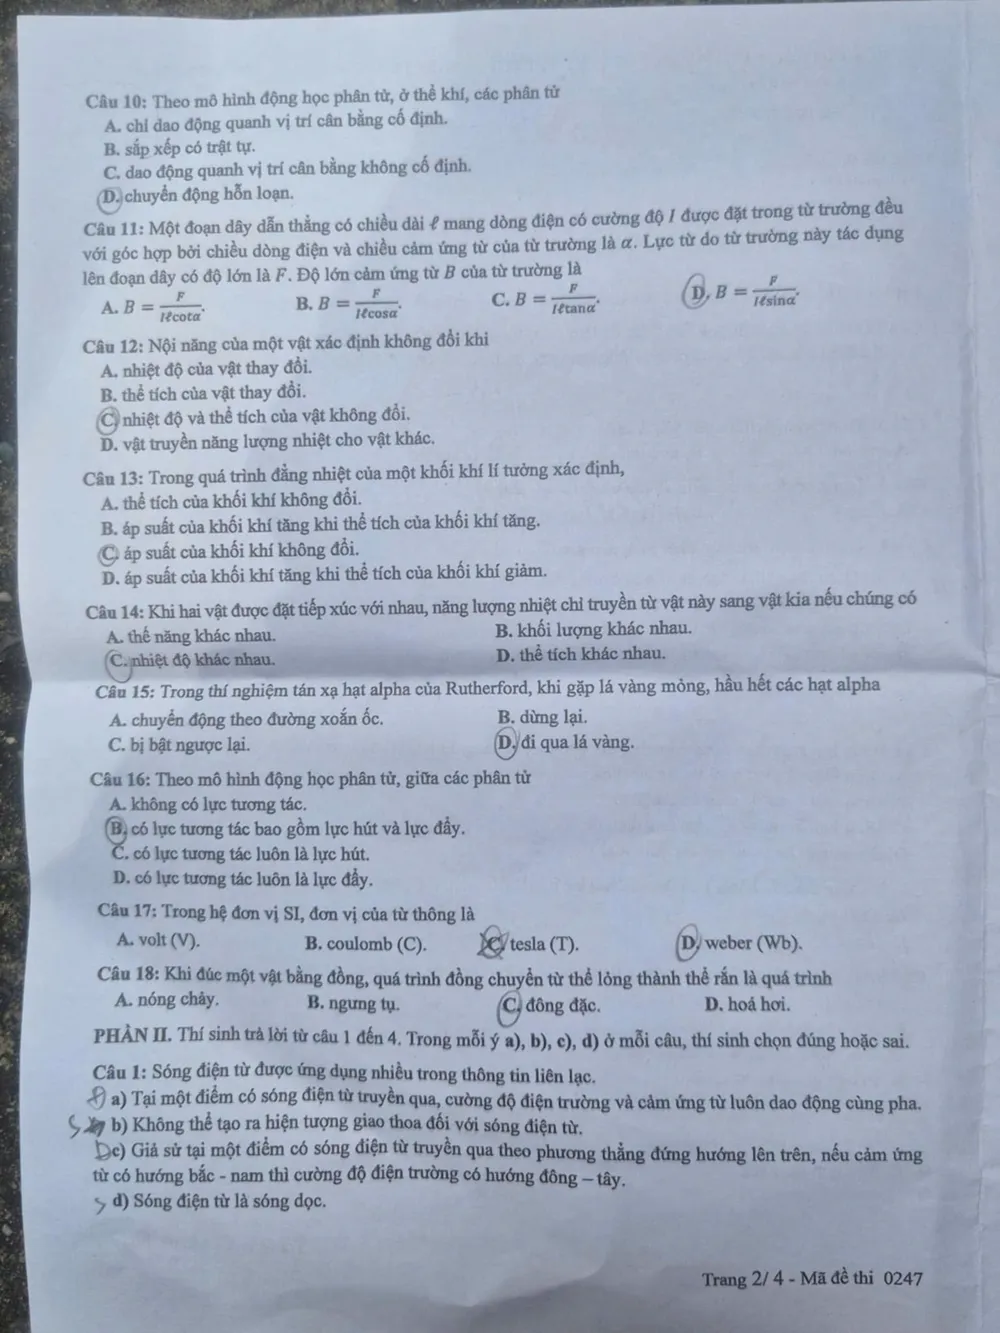 Câu 10: Theo mô hình động học phân tử, ở thể khí, các phân tử
A. chỉ dao động quanh vị trí cân bằng cố định.
B. sắp xếp có trật tự.
C. dao động quanh vị trí cân bằng không cố định.
D. chuyển động hỗn loạn.
Câu 11: Một đoạn dây dẫn thẳng có chiều dài ℓ mang dòng điện có cường độ I được đặt trong từ trường đều
với góc hợp bởi chiều dòng điện và chiều cảm ứng từ của từ trường là α. Lực từ do từ trường này tác dụng
lên đoạn dây có độ lớn là F. Độ lớn cảm ứng từ B của từ trường là
A. B = F/(Iℓcotα). B. B = F/(Iℓcosα). C. B = F/(Iℓtanα). D. B = F/(Iℓsinα).
Câu 12: Nội năng của một vật xác định không đổi khi
A. nhiệt độ của vật thay đổi.
B. thể tích của vật thay đổi.
C. nhiệt độ và thể tích của vật không đổi.
D. vật truyền năng lượng nhiệt cho vật khác.
Câu 13: Trong quá trình đẳng nhiệt của một khối khí lí tưởng xác định,
A. thể tích của khối khí không đổi.
B. áp suất của khối khí tăng khi thể tích của khối khí tăng.
C. áp suất của khối khí không đổi.
D. áp suất của khối khí tăng khi thể tích của khối khí giảm.
Câu 14: Khi hai vật được đặt tiếp xúc với nhau, năng lượng nhiệt chỉ truyền từ vật này sang vật kia nếu chúng có
A. thế năng khác nhau. B. khối lượng khác nhau.
C. nhiệt độ khác nhau. D. thể tích khác nhau.
Câu 15: Trong thí nghiệm tán xạ hạt alpha của Rutherford, khi gặp lá vàng mỏng, hầu hết các hạt alpha
A. chuyển động theo đường xoắn ốc. B. dừng lại.
C. bị bật ngược lại. D. đi qua lá vàng.
Câu 16: Theo mô hình động học phân tử, giữa các phân tử
A. không có lực tương tác.
B. có lực tương tác bao gồm lực hút và lực đẩy.
C. có lực tương tác luôn là lực hút.
D. có lực tương tác luôn là lực đẩy.
Câu 17: Trong hệ đơn vị SI, đơn vị của từ thông là
A. volt (V). B. coulomb (C). C. tesla (T). D. weber (Wb).
Câu 18: Khi đúc một vật bằng đồng, quá trình đồng chuyển từ thể lỏng thành thể rắn là quá trình
A. nóng chảy. B. ngưng tụ. C. đông đặc. D. hoá hơi.
PHẦN II. Thí sinh trả lời từ câu 1 đến 4. Trong mỗi ý a), b), c), d) ở mỗi câu, thí sinh chọn đúng hoặc sai.
Câu 1: Sóng điện từ được ứng dụng nhiều trong thông tin liên lạc.
a) Tại một điểm có sóng điện từ truyền qua, cường độ điện trường và cảm ứng từ luôn dao động cùng pha.
S b) Không thể tạo ra hiện tượng giao thoa đối với sóng điện từ.
Đ c) Giả sử tại một điểm có sóng điện từ truyền qua theo phương thẳng đứng hướng lên trên, nếu cảm ứng
từ có hướng bắc - nam thì cường độ điện trường có hướng đông – tây.
S d) Sóng điện từ là sóng dọc.
Trang 2/ 4 - Mã đề thi 0247